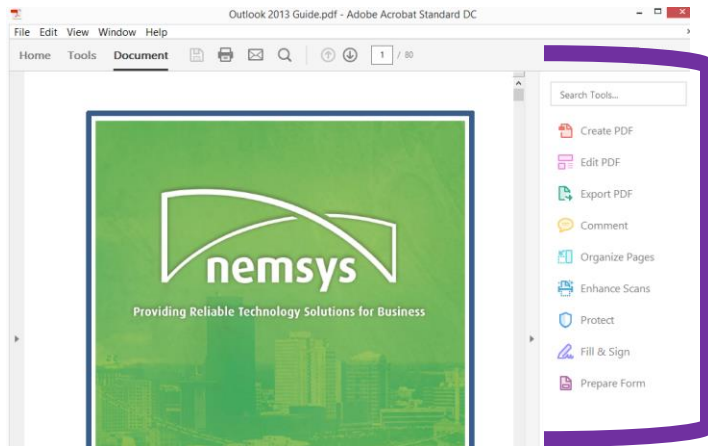 Outlook 2013 Guide.pdf - Adobe Acrobat Standard DC
File Edit View Window Help
Home Tools Document 1 / 80
Search Tools...
Create PDF
Edit PDF
Export PDF
Comment
Organize Pages
Enhance Scans
Protect
Fill & Sign
Prepare Form
nemsys
Providing Reliable Technology Solutions for Business